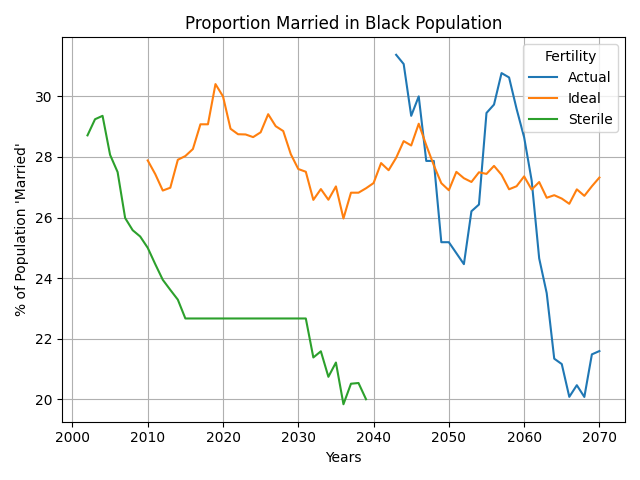 Proportion Married in Black Population
% of Population 'Married'
30
28
26
24
22
20
Fertility
Actual
Ideal
Sterile
2000 2010 2020 2030 2040 2050 2060 2070
Years